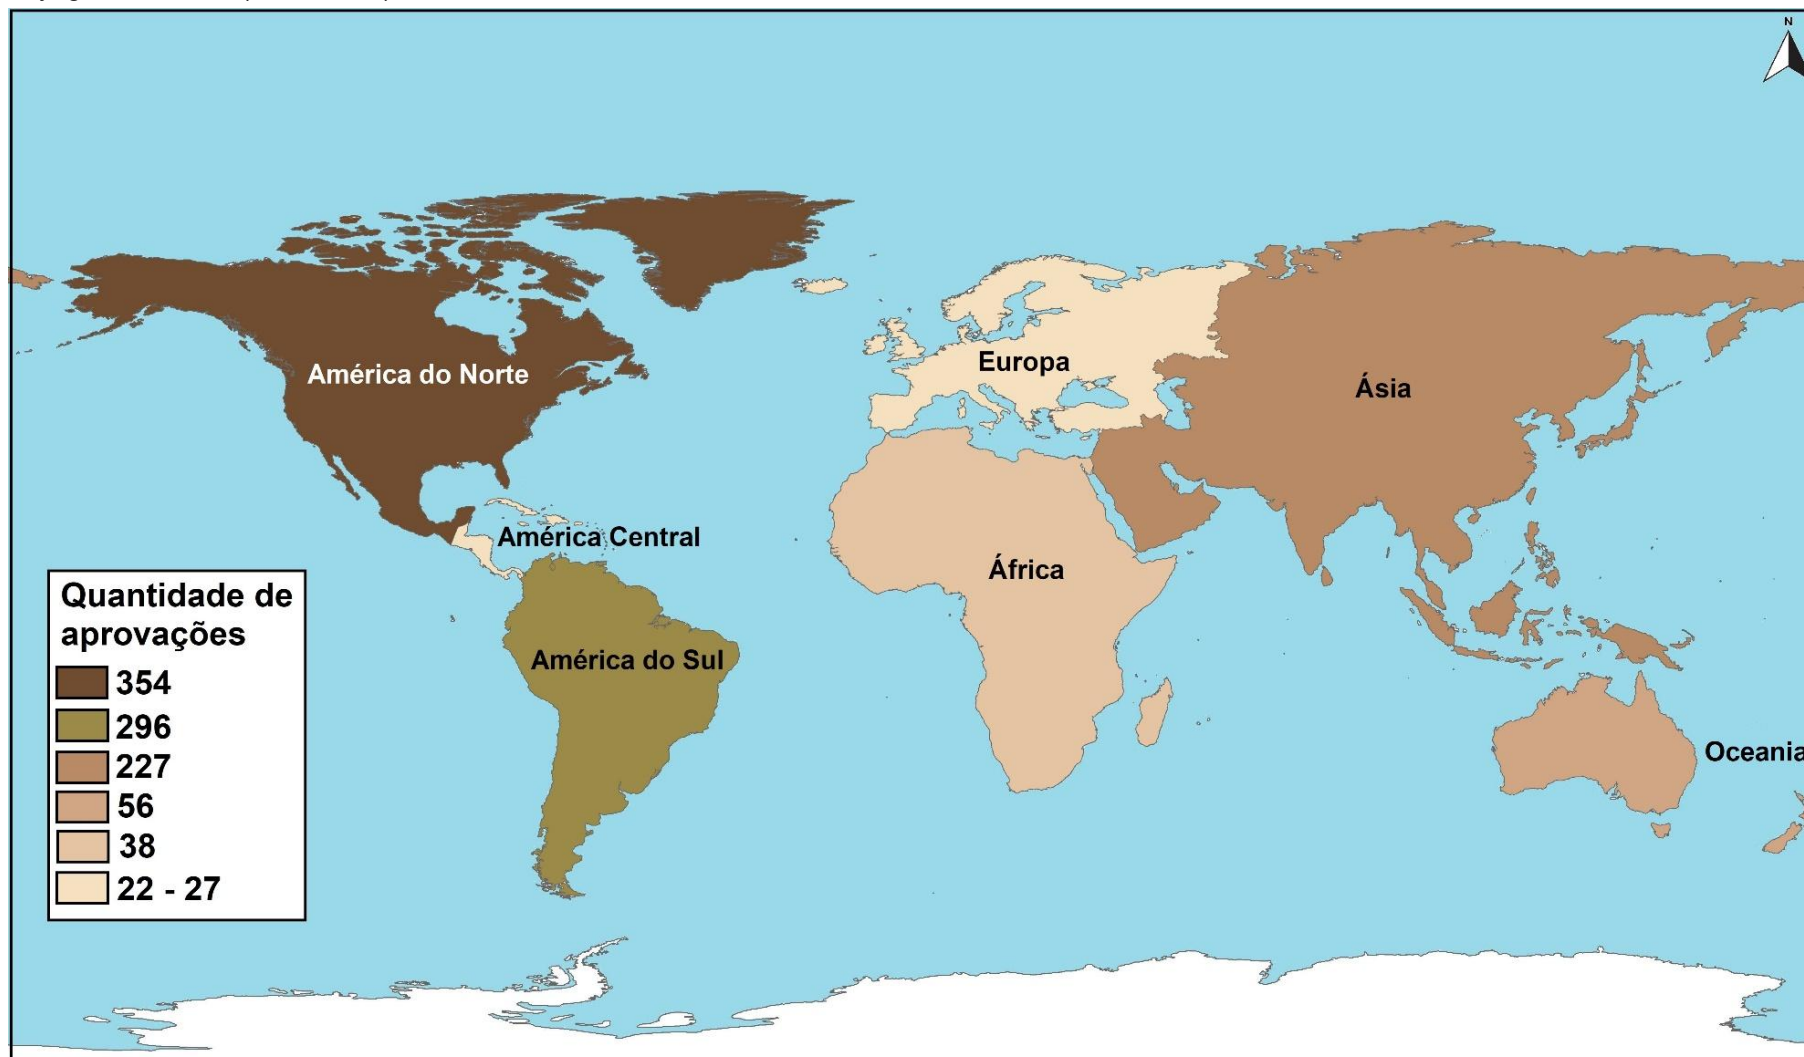 N
América do Norte
Europa
Ásia
América Central
África
América do Sul
Oceania
Quantidade de
aprovações
354
296
227
56
38
22 - 27